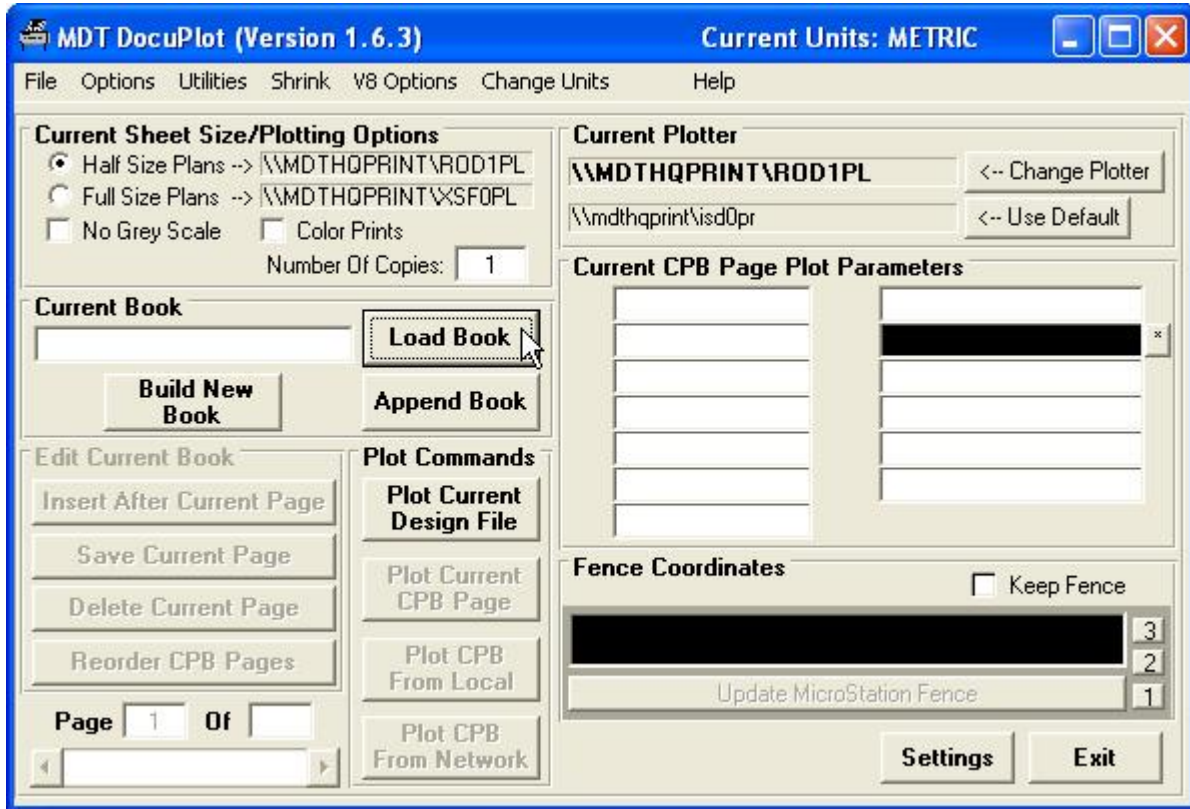 MDT DocuPlot (Version 1.6.3) Current Units: METRIC
File Options Utilities Shrink V8 Options Change Units Help
Current Sheet Size/Plotting Options
Half Size Plans --> \\MDTHQPRINT\ROD1PL
Full Size Plans --> \\MDTHQPRINT\XSF0PL
No Grey Scale Color Prints
Number Of Copies: 1
Current Plotter
\\MDTHQPRINT\ROD1PL <-- Change Plotter
\\mdthqprint\isd0pr <-- Use Default
Current Book
Load Book
Build New
Book
Append Book
Current CPB Page Plot Parameters
*
Edit Current Book
Insert After Current Page
Save Current Page
Delete Current Page
Reorder CPB Pages
Page 1 Of
Plot Commands
Plot Current
Design File
Plot Current
CPB Page
Plot CPB
From Local
Plot CPB
From Network
Fence Coordinates
Keep Fence
3
2
Update MicroStation Fence 1
Settings Exit